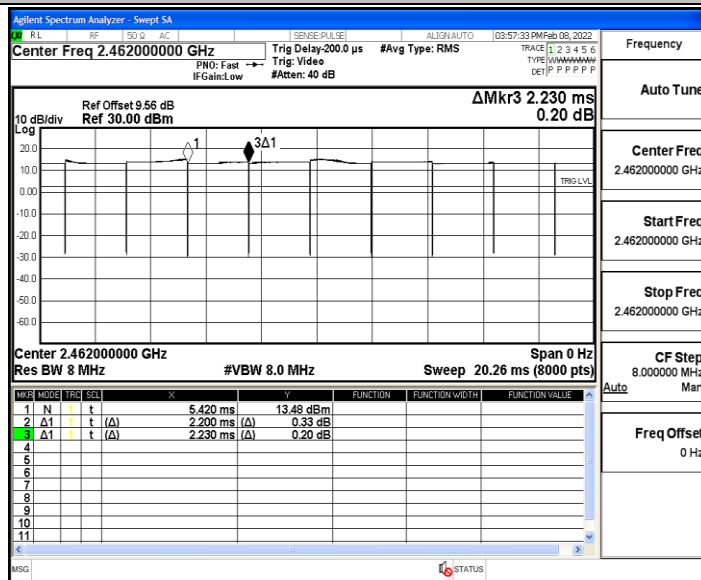 Agilent Spectrum Analyzer - Swept SA
RL RF 50 Ω AC SENSE:PULSE ALIGN AUTO 03:57:33 PM Feb 08, 2022
Center Freq 2.462000000 GHz
PNO: Fast
IFGain:Low
Trig Delay-200.0 µs
Trig: Video
#Atten: 40 dB
#Avg Type: RMS
TRACE 1 2 3 4 5 6
TYPE
DET P P P P P P
Ref Offset 9.56 dB
10 dB/div Ref 30.00 dBm
Log
ΔMkr3 2.230 ms
0.20 dB
1
3Δ1
20.0
10.0
TRIG LVL
0.00
-10.0
-20.0
-30.0
-40.0
-50.0
-60.0
Center 2.462000000 GHz Span 0 Hz
Res BW 8 MHz #VBW 8.0 MHz Sweep 20.26 ms (8000 pts)
MKR MODE TRC SCL X Y FUNCTION FUNCTION WIDTH FUNCTION VALUE
1 N t 5.420 ms 13.48 dBm
2 Δ1 t (Δ) 2.200 ms (Δ) 0.33 dB
3 Δ1 t (Δ) 2.230 ms (Δ) 0.20 dB
4
5
6
7
8
9
10
11
MSG STATUS
Frequency
Auto Tune
Center Freq
2.462000000 GHz
Start Freq
2.462000000 GHz
Stop Freq
2.462000000 GHz
CF Step
8.000000 MHz
Auto Man
Freq Offset
0 Hz